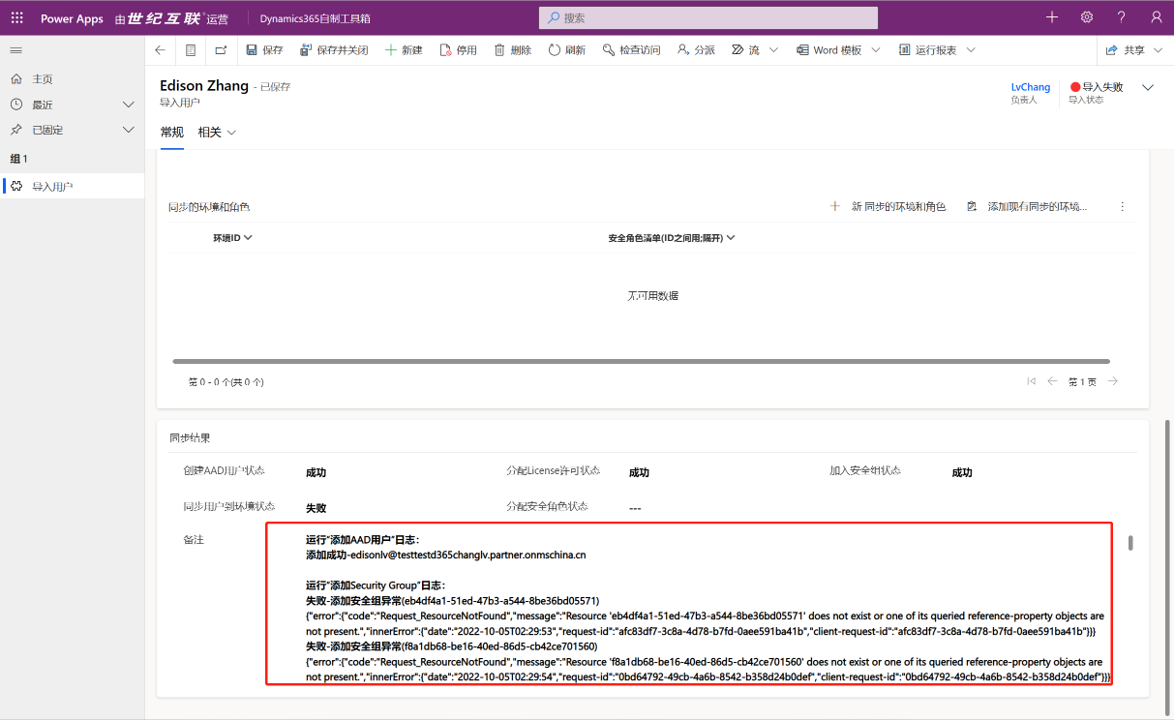 Power Apps 由世纪互联运营 Dynamics365自制工具箱 搜索
保存 保存并关闭 新建 停用 删除 刷新 检查访问 分派 流 Word 模板 运行报表 共享
主页
最近
已固定
组 1
导入用户
Edison Zhang - 已保存
导入用户
LvChang
负责人
导入失败
导入状态
常规 相关
同步的环境和角色 新 同步的环境和角色 添加现有同步的环境...
环境ID 安全角色清单(ID之间用;隔开)
无可用数据
第 0 - 0 个(共 0 个) 第 1 页
同步结果
创建AAD用户状态 成功 分配License许可状态 成功 加入安全组状态 成功
同步用户到环境状态 失败 分配安全角色状态 ---
备注
运行"添加AAD用户"日志:
添加成功-edisonlv@testtestd365changlv.partner.onmschina.cn
运行"添加Security Group"日志:
失败-添加安全组异常(eb4df4a1-51ed-47b3-a544-8be36bd05571)
{"error":{"code":"Request_ResourceNotFound","message":"Resource 'eb4df4a1-51ed-47b3-a544-8be36bd05571' does not exist or one of its queried reference-property objects are
not present.","innerError":{"date":"2022-10-05T02:29:53","request-id":"afc83df7-3c8a-4d78-b7fd-0aee591ba41b","client-request-id":"afc83df7-3c8a-4d78-b7fd-0aee591ba41b"}}}
失败-添加安全组异常(f8a1db68-be16-40ed-86d5-cb42ce701560)
{"error":{"code":"Request_ResourceNotFound","message":"Resource 'f8a1db68-be16-40ed-86d5-cb42ce701560' does not exist or one of its queried reference-property objects are
not present.","innerError":{"date":"2022-10-05T02:29:54","request-id":"0bd64792-49cb-4a6b-8542-b358d24b0def","client-request-id":"0bd64792-49cb-4a6b-8542-b358d24b0def"}}}